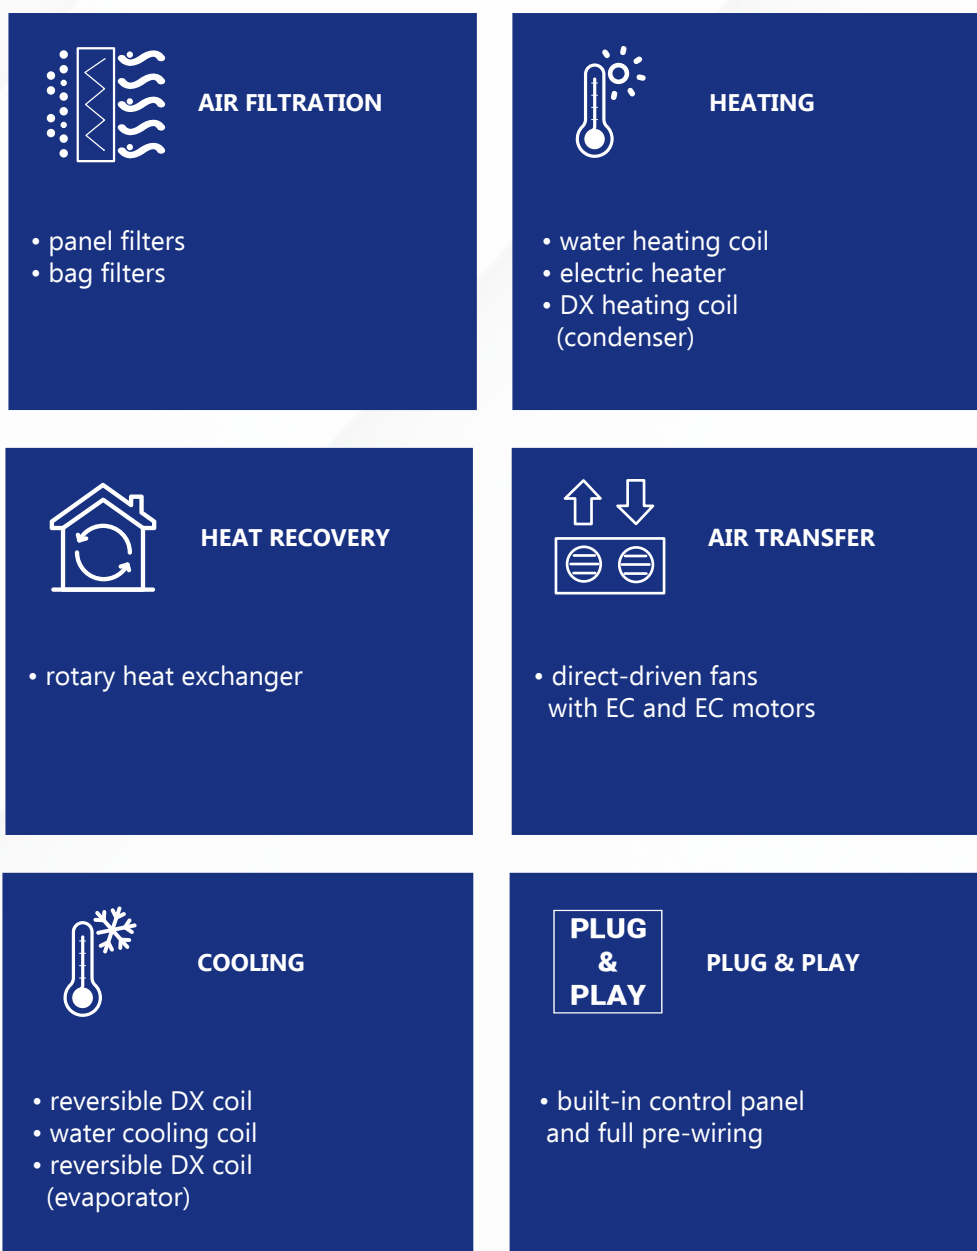 AIR FILTRATION
• panel filters
• bag filters
HEATING
• water heating coil
• electric heater
• DX heating coil
(condenser)
HEAT RECOVERY
• rotary heat exchanger
AIR TRANSFER
• direct-driven fans
with EC and EC motors
COOLING
• reversible DX coil
• water cooling coil
• reversible DX coil
(evaporator)
PLUG
&
PLAY
PLUG & PLAY
• built-in control panel
and full pre-wiring